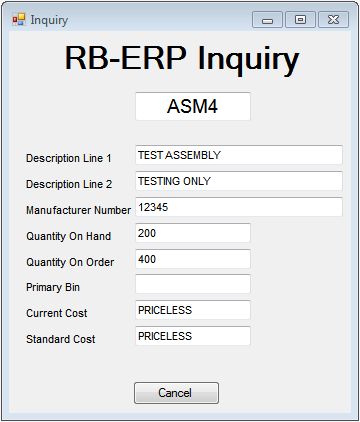 Inquiry
RB-ERP Inquiry
ASM4
Description Line 1 TEST ASSEMBLY
Description Line 2 TESTING ONLY
Manufacturer Number 12345
Quantity On Hand 200
Quantity On Order 400
Primary Bin
Current Cost PRICELESS
Standard Cost PRICELESS
Cancel